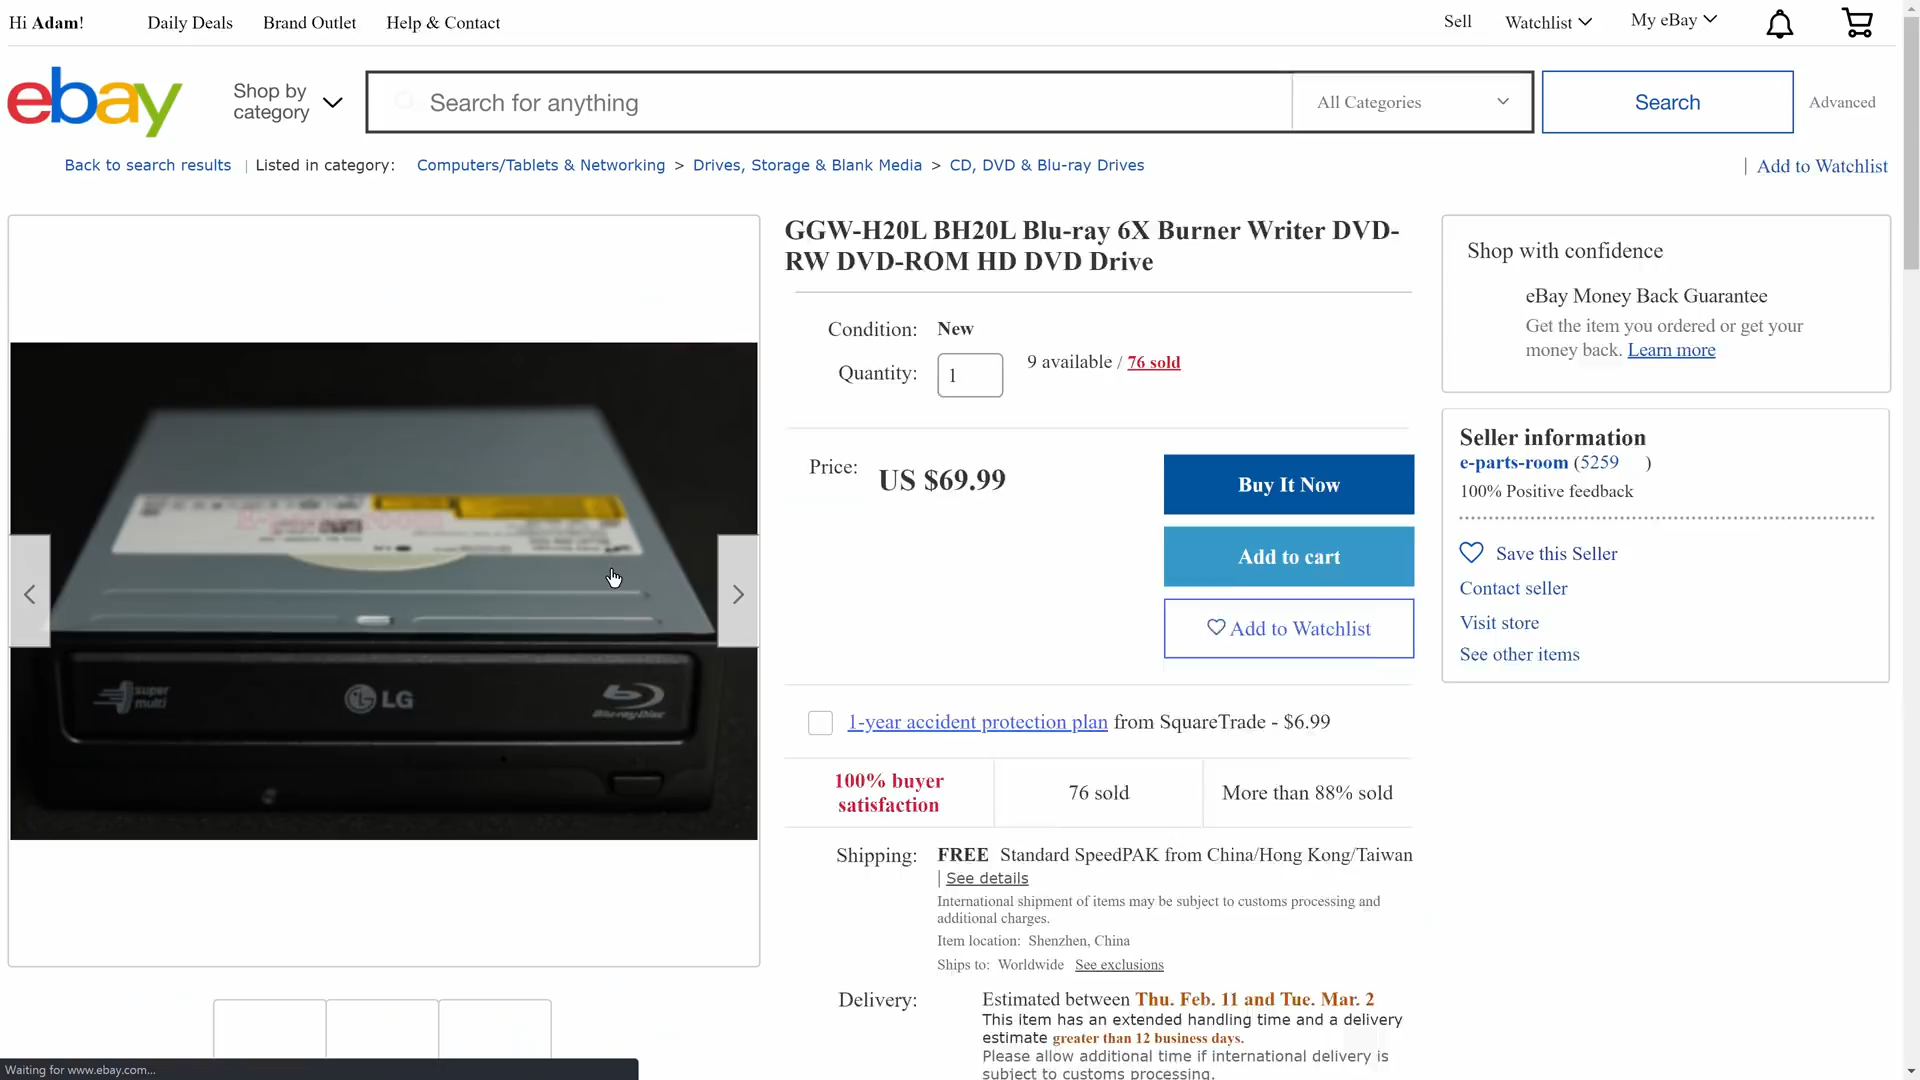 Hi Adam!
Daily Deals
Brand Outlet
Help & Contact
Sell
Watchlist
My eBay
ebay
Shop by
category
Search for anything
All Categories
Search
Advanced
Back to search results | Listed in category: Computers/Tablets & Networking > Drives, Storage & Blank Media > CD, DVD & Blu-ray Drives
| Add to Watchlist
GGW-H20L BH20L Blu-ray 6X Burner Writer DVD-
RW DVD-ROM HD DVD Drive
Condition: New
Quantity: 1
9 available / 76 sold
Price: US $69.99
Buy It Now
Add to cart
Add to Watchlist
1-year accident protection plan from SquareTrade - $6.99
100% buyer
satisfaction
76 sold
More than 88% sold
Shipping: FREE Standard SpeedPAK from China/Hong Kong/Taiwan
| See details
International shipment of items may be subject to customs processing and
additional charges.
Item location: Shenzhen, China
Ships to: Worldwide See exclusions
Delivery: Estimated between Thu. Feb. 11 and Tue. Mar. 2
This item has an extended handling time and a delivery
estimate greater than 12 business days.
Please allow additional time if international delivery is
subject to customs processing.
Shop with confidence
eBay Money Back Guarantee
Get the item you ordered or get your
money back. Learn more
Seller information
e-parts-room (5259 )
100% Positive feedback
Save this Seller
Contact seller
Visit store
See other items
super
multi
LG
Blu-ray Disc
Waiting for www.ebay.com...